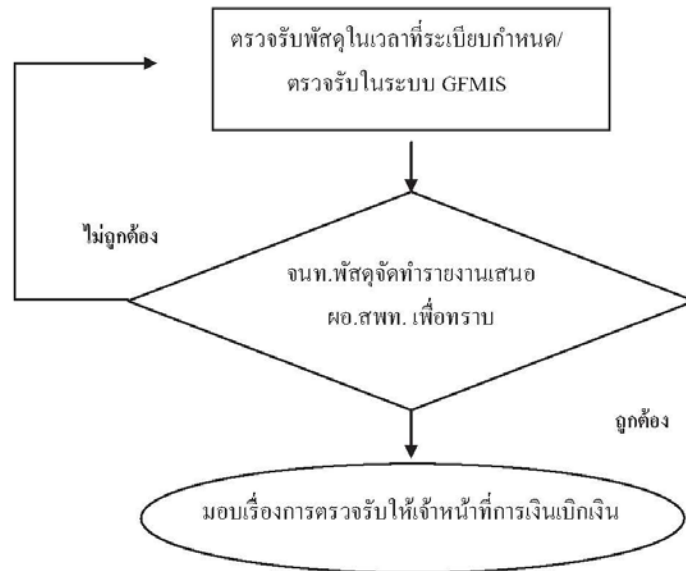 ตรวจรับพัสดุในเวลาที่ระเบียบกำหนด/
ตรวจรับในระบบ GFMIS
ไม่ถูกต้อง
จนท.พัสดุจัดทำรายงานเสนอ
ผอ.สพท. เพื่อทราบ
ถูกต้อง
มอบเรื่องการตรวจรับให้เจ้าหน้าที่การเงินเบิกเงิน